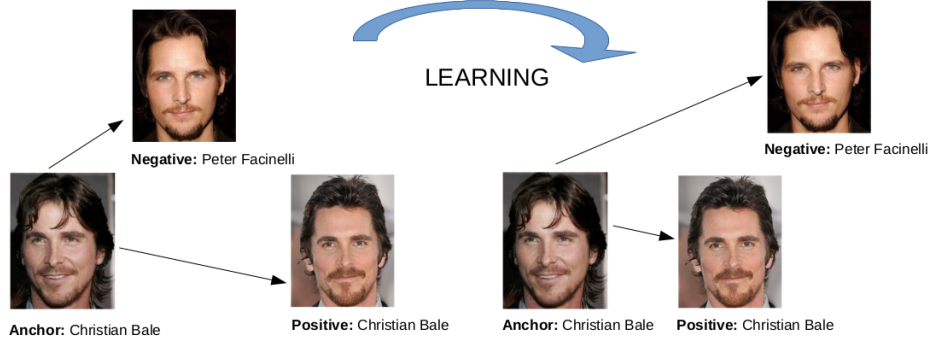 LEARNING
Negative: Peter Facinelli
Negative: Peter Facinelli
Anchor: Christian Bale
Positive: Christian Bale
Anchor: Christian Bale
Positive: Christian Bale